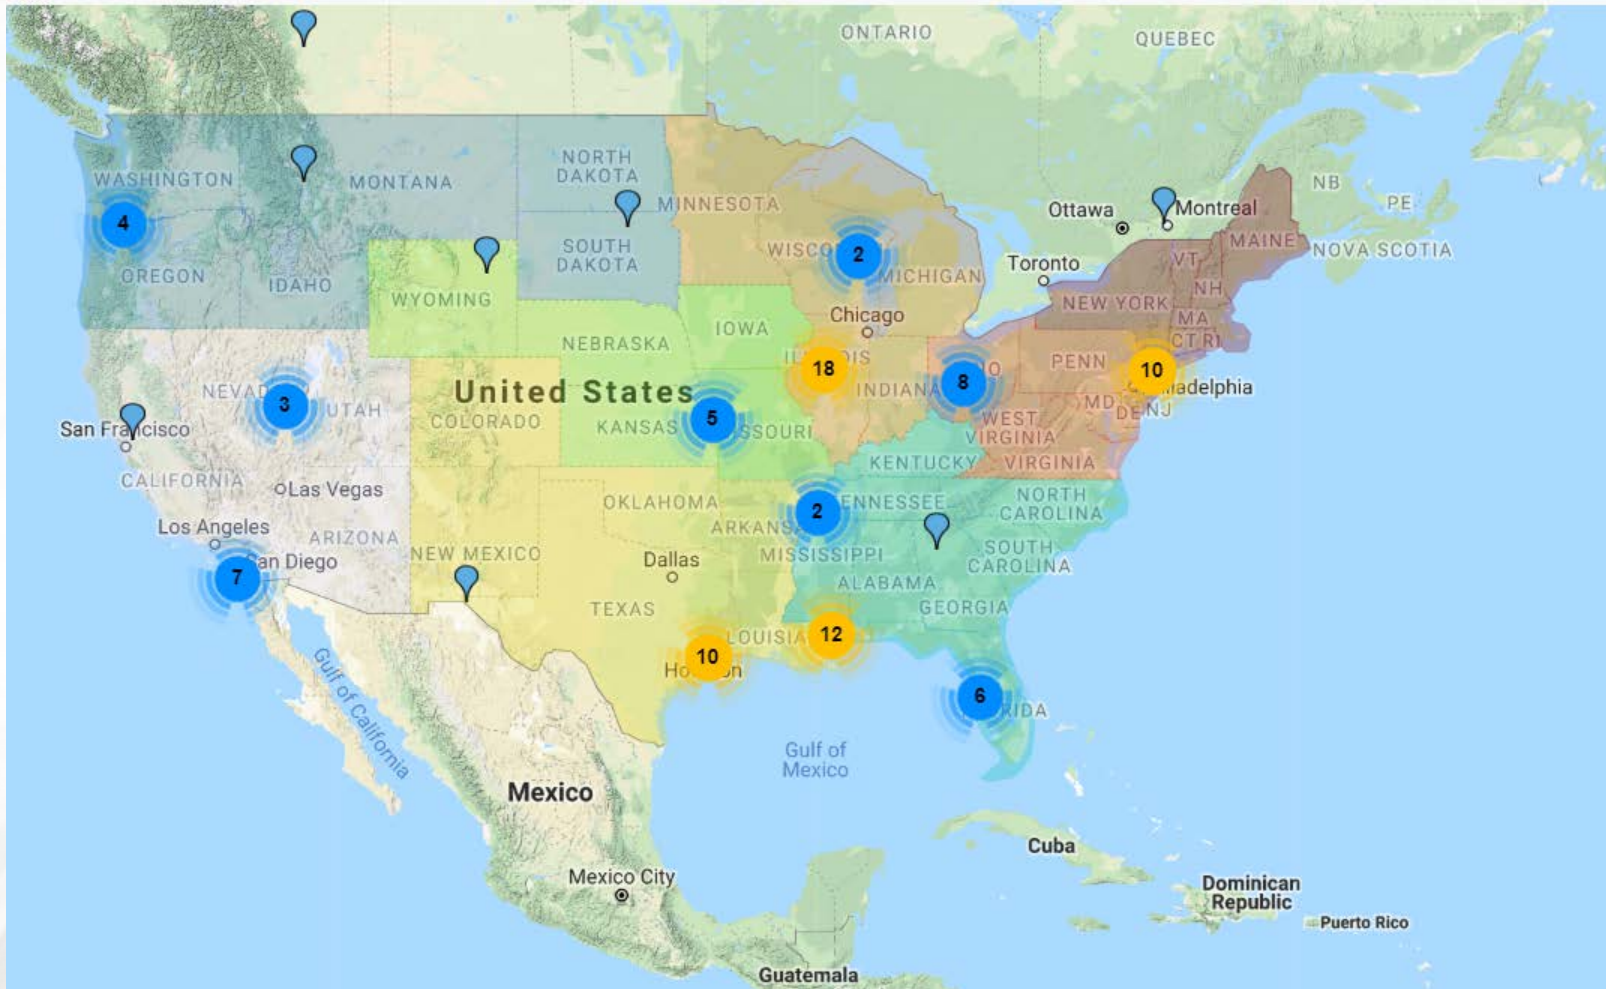 ONTARIO
QUEBEC
NORTH
DAKOTA
WASHINGTON
MONTANA
NB
MINNESOTA
PE
Ottawa
Montreal
4
MAINE
NOVA SCOTIA
SOUTH
DAKOTA
WISCO
2
MICHIGAN
VT
Toronto
OREGON
IDAHO
NH
WYOMING
NEW YORK
Chicago
MA
IOWA
CT RI
NEBRASKA
18
10
PENN
INDIANA
8
United States
3
UTAH
COLORADO
5
KANSAS
MD
DE
NJ
San Francisco
WEST
VIRGINIA
KENTUCKY
VIRGINIA
CALIFORNIA
Las Vegas
OKLAHOMA
NORTH
CAROLINA
2
Los Angeles
ARIZONA
NEW MEXICO
MISSISSIPPI
SOUTH
CAROLINA
Dallas
7
ALABAMA
TEXAS
GEORGIA
12
10
6
Gulf of California
Gulf of
Mexico
Mexico
Cuba
Mexico City
Dominican
Republic
Puerto Rico
Guatemala